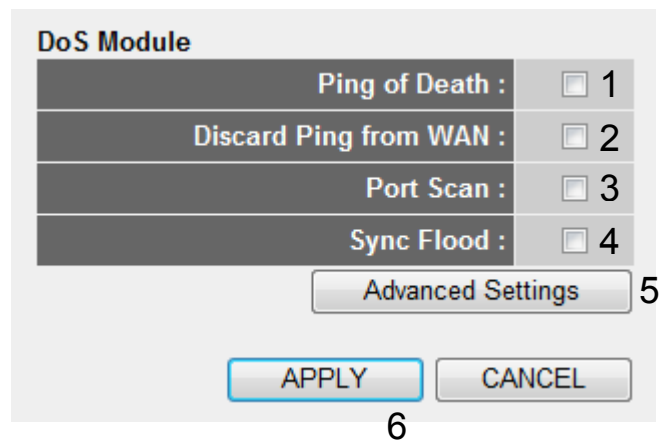 DoS Module
Ping of Death : 1
Discard Ping from WAN : 2
Port Scan : 3
Sync Flood : 4
Advanced Settings 5
APPLY CANCEL
6